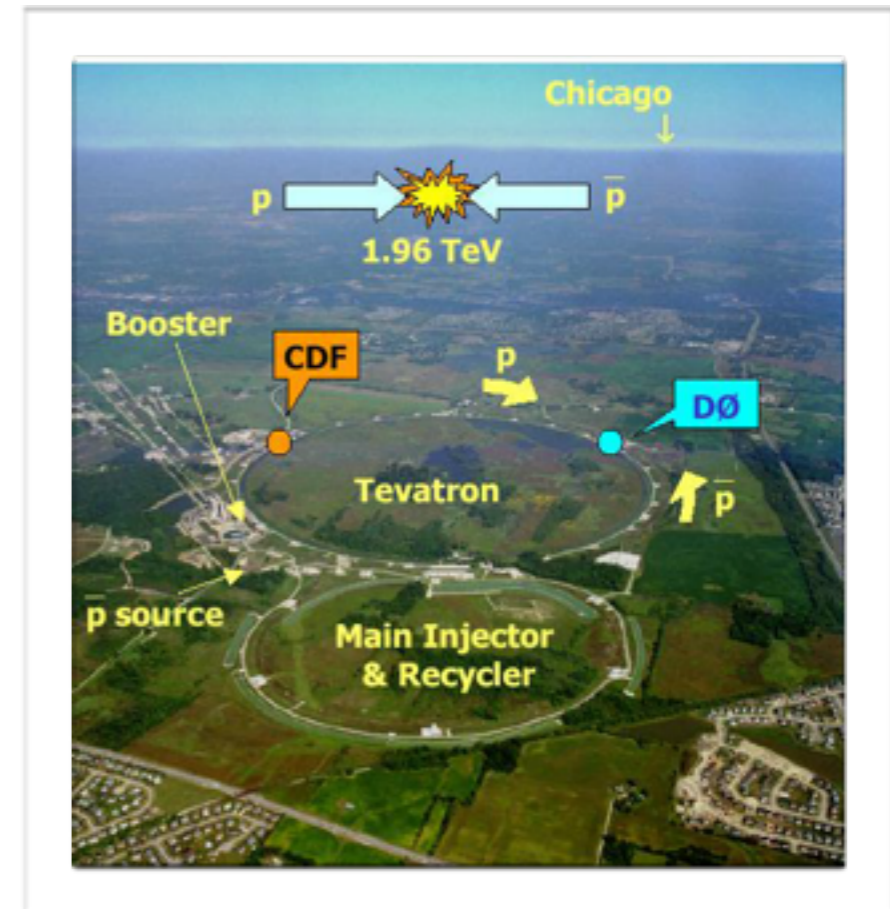 Chicago
↓
p p̅
1.96 TeV
Booster
CDF
p
DØ
Tevatron
p̅
p̅ source
Main Injector
& Recycler